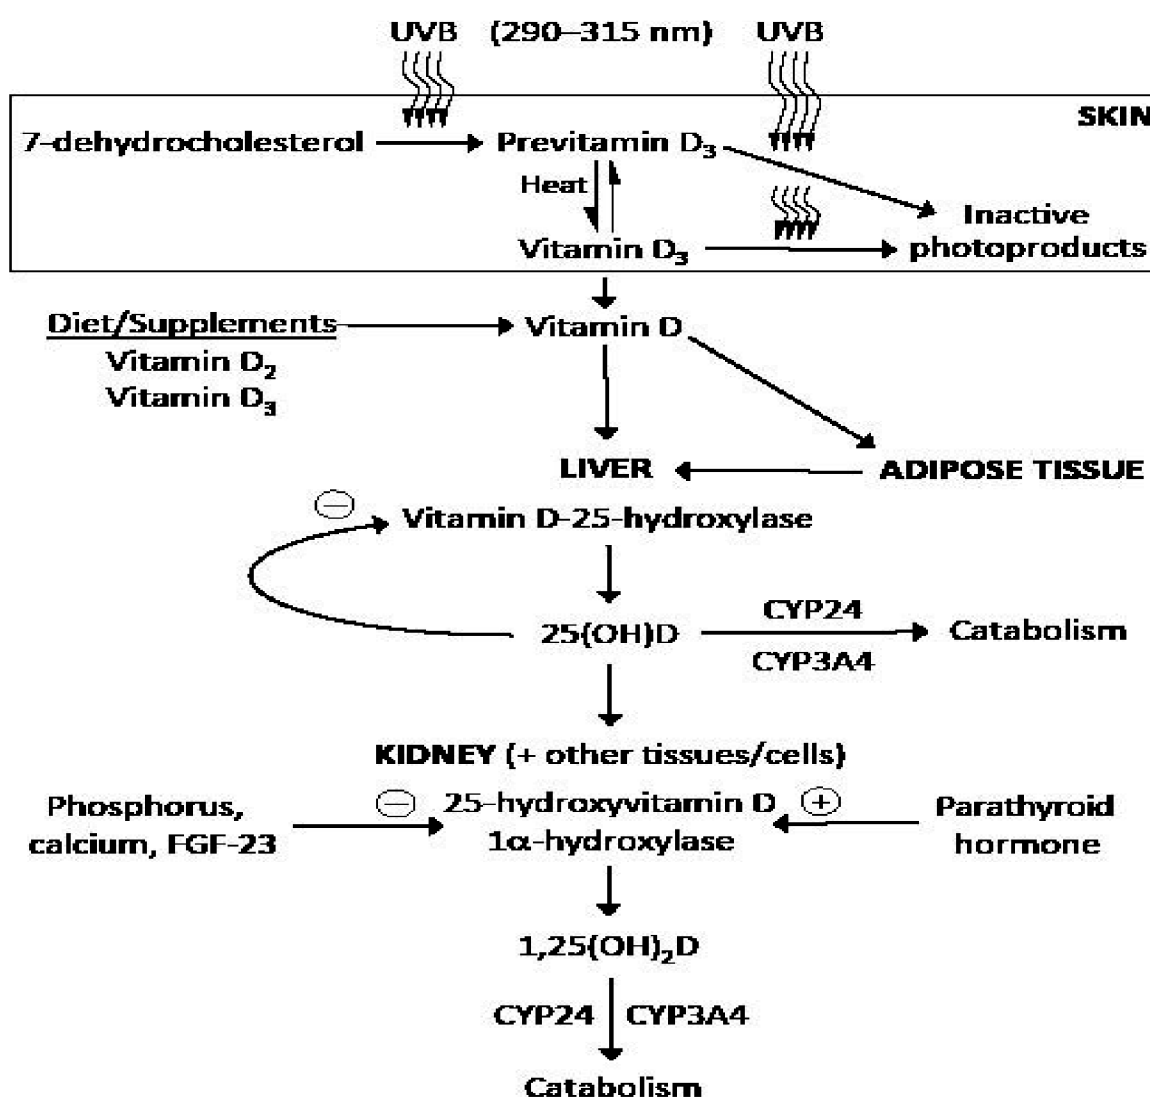 UVB (290–315 nm) UVB
SKIN
7-dehydrocholesterol Previtamin D₃
Heat
Inactive
photoproducts
Vitamin D₃
Diet/Supplements
Vitamin D₂
Vitamin D₃
Vitamin D
LIVER
ADIPOSE TISSUE
− Vitamin D-25-hydroxylase
25(OH)D
CYP24
CYP3A4
Catabolism
KIDNEY (+ other tissues/cells)
Phosphorus,
calcium, FGF-23
− 25-hydroxyvitamin D +
1α-hydroxylase
Parathyroid
hormone
1,25(OH)₂D
CYP24 CYP3A4
Catabolism